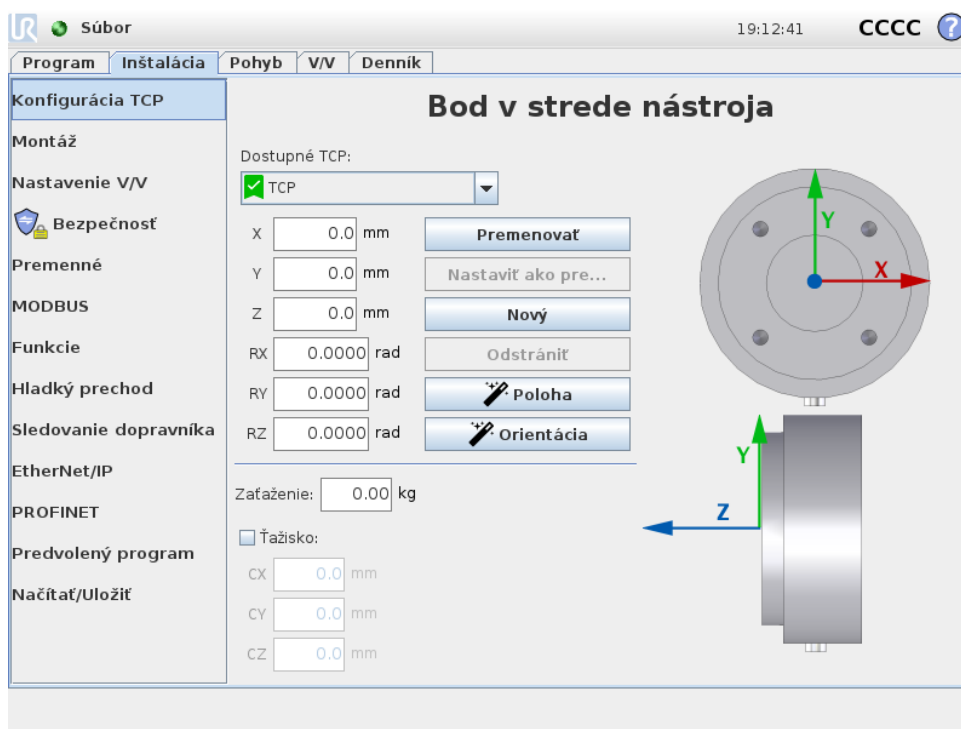 UR Súbor 19:12:41 CCCC ?
Program Inštalácia Pohyb V/V Denník
Konfigurácia TCP
Montáž
Nastavenie V/V
Bezpečnosť
Premenné
MODBUS
Funkcie
Hladký prechod
Sledovanie dopravníka
EtherNet/IP
PROFINET
Predvolený program
Načítať/Uložiť
Bod v strede nástroja
Dostupné TCP:
TCP
X 0.0 mm Premenovať
Y 0.0 mm Nastaviť ako pre...
Z 0.0 mm Nový
RX 0.0000 rad Odstrániť
RY 0.0000 rad Poloha
RZ 0.0000 rad Orientácia
Zaťaženie: 0.00 kg
Ťažisko:
CX 0.0 mm
CY 0.0 mm
CZ 0.0 mm
Y
X
Y
Z